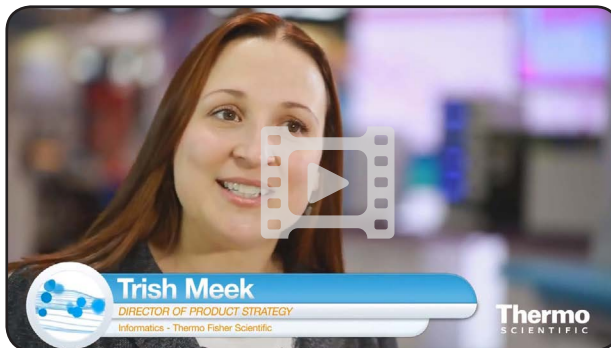 Trish Meek
DIRECTOR OF PRODUCT STRATEGY
Informatics - Thermo Fisher Scientific
Thermo
SCIENTIFIC